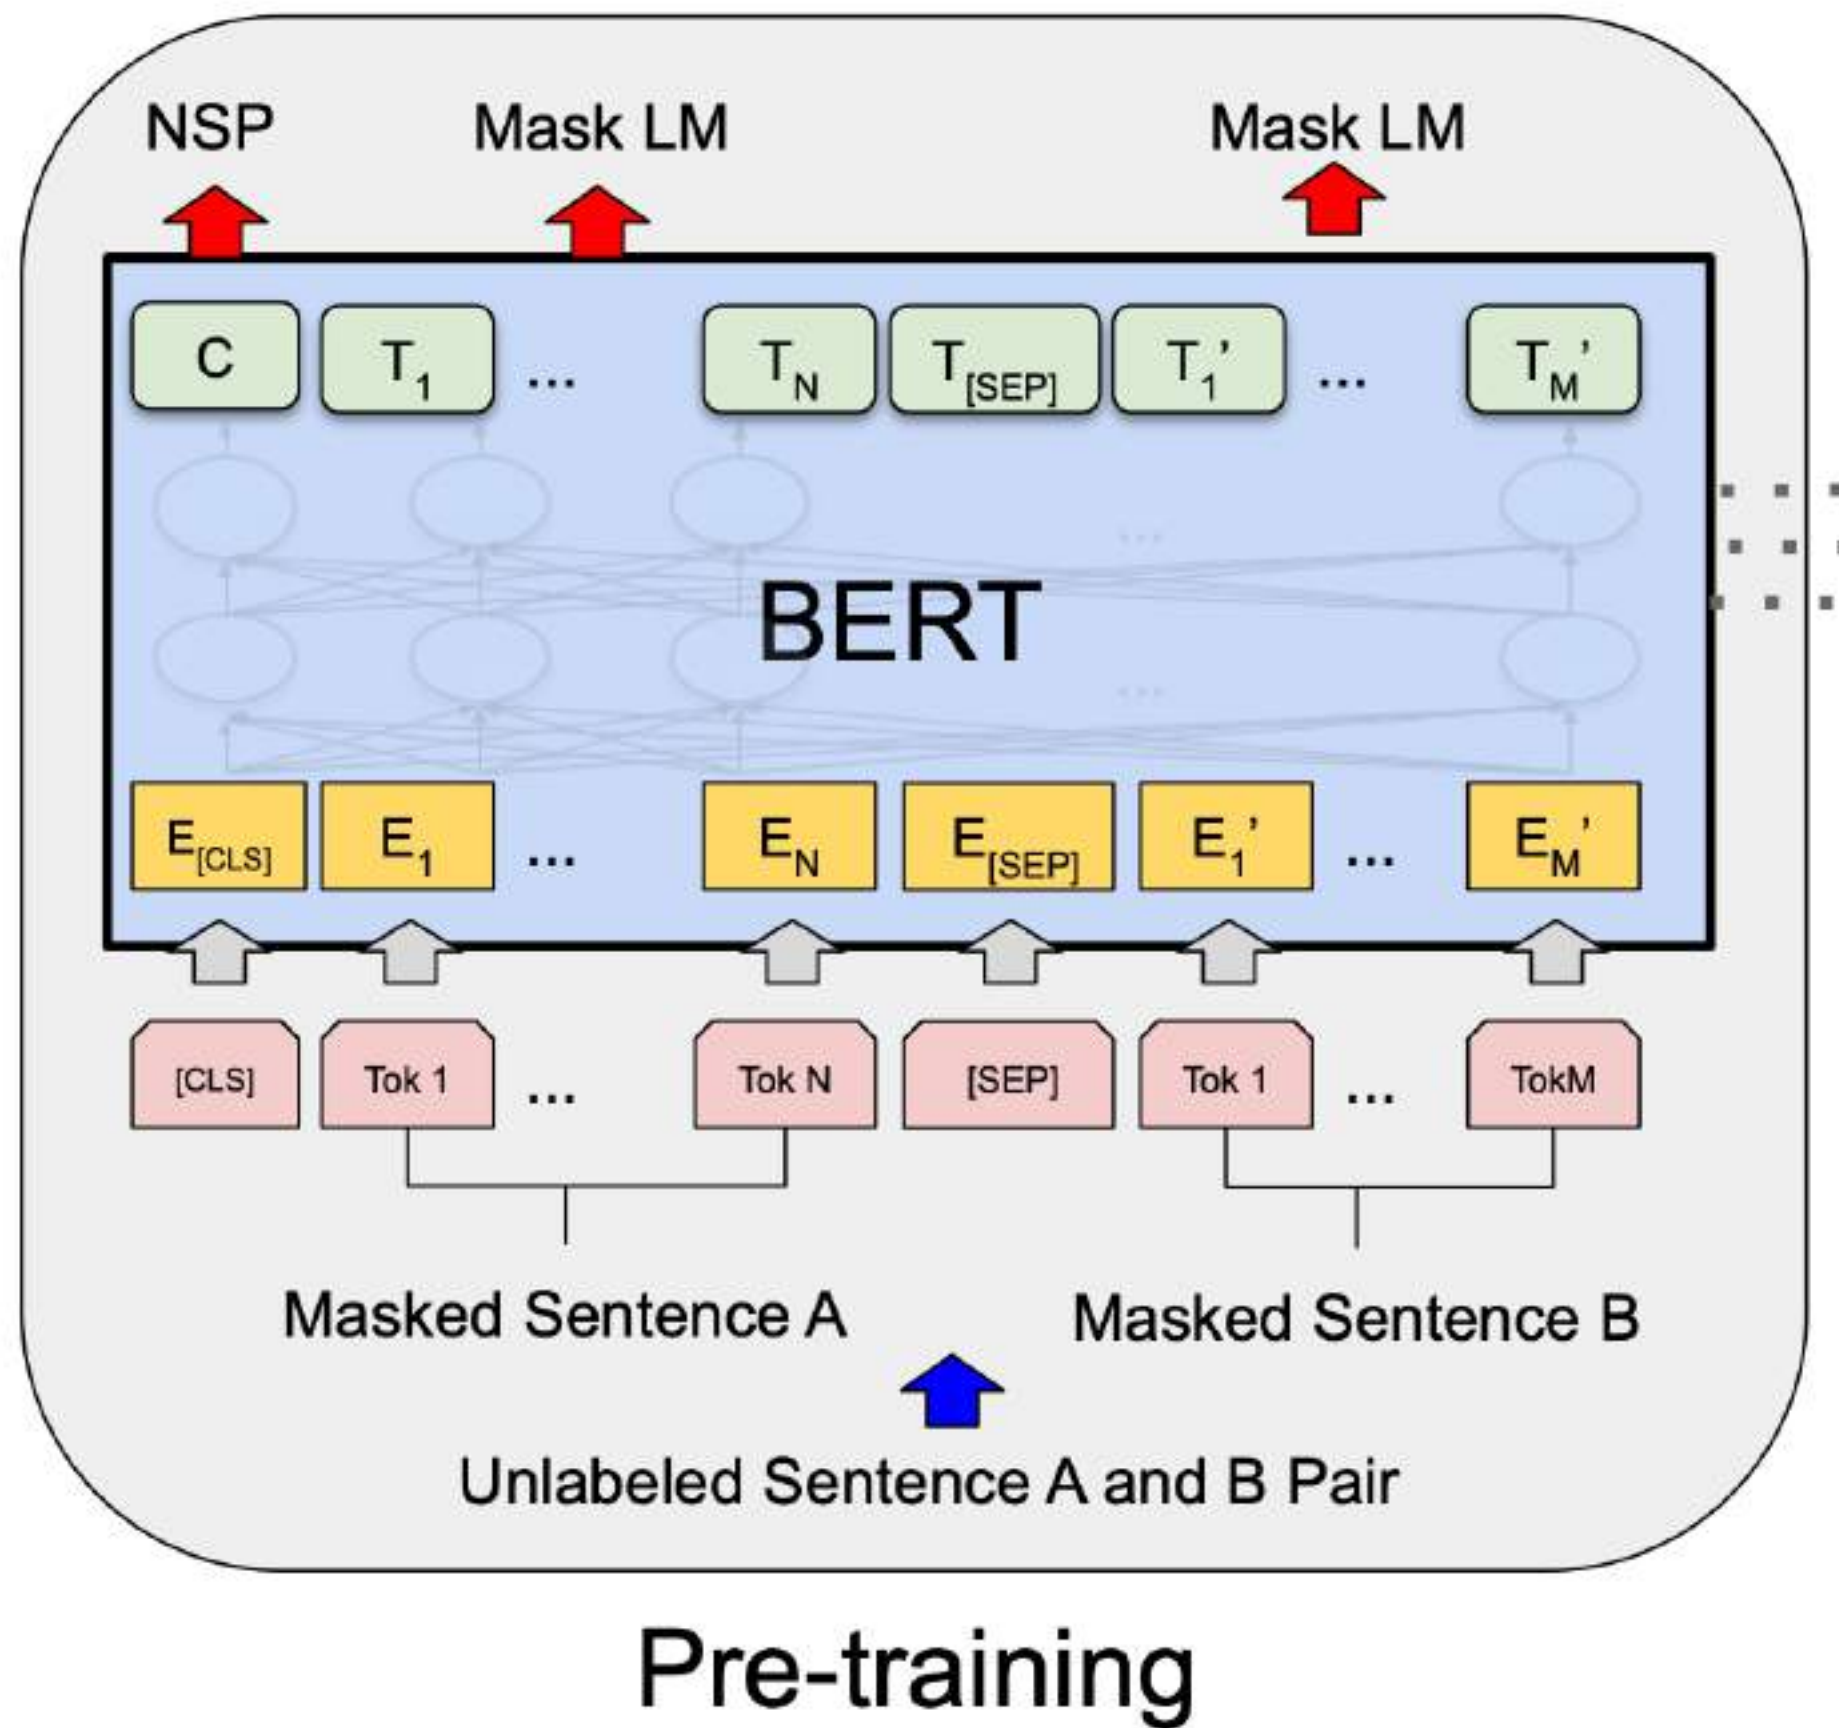 NSP Mask LM Mask LM
C T1 ... TN T[SEP] T1’ ... TM’
...
BERT
...
E[CLS] E1 ... EN E[SEP] E1’ ... EM’
[CLS] Tok 1 ... Tok N [SEP] Tok 1 ... TokM
Masked Sentence A Masked Sentence B
Unlabeled Sentence A and B Pair
Pre-training